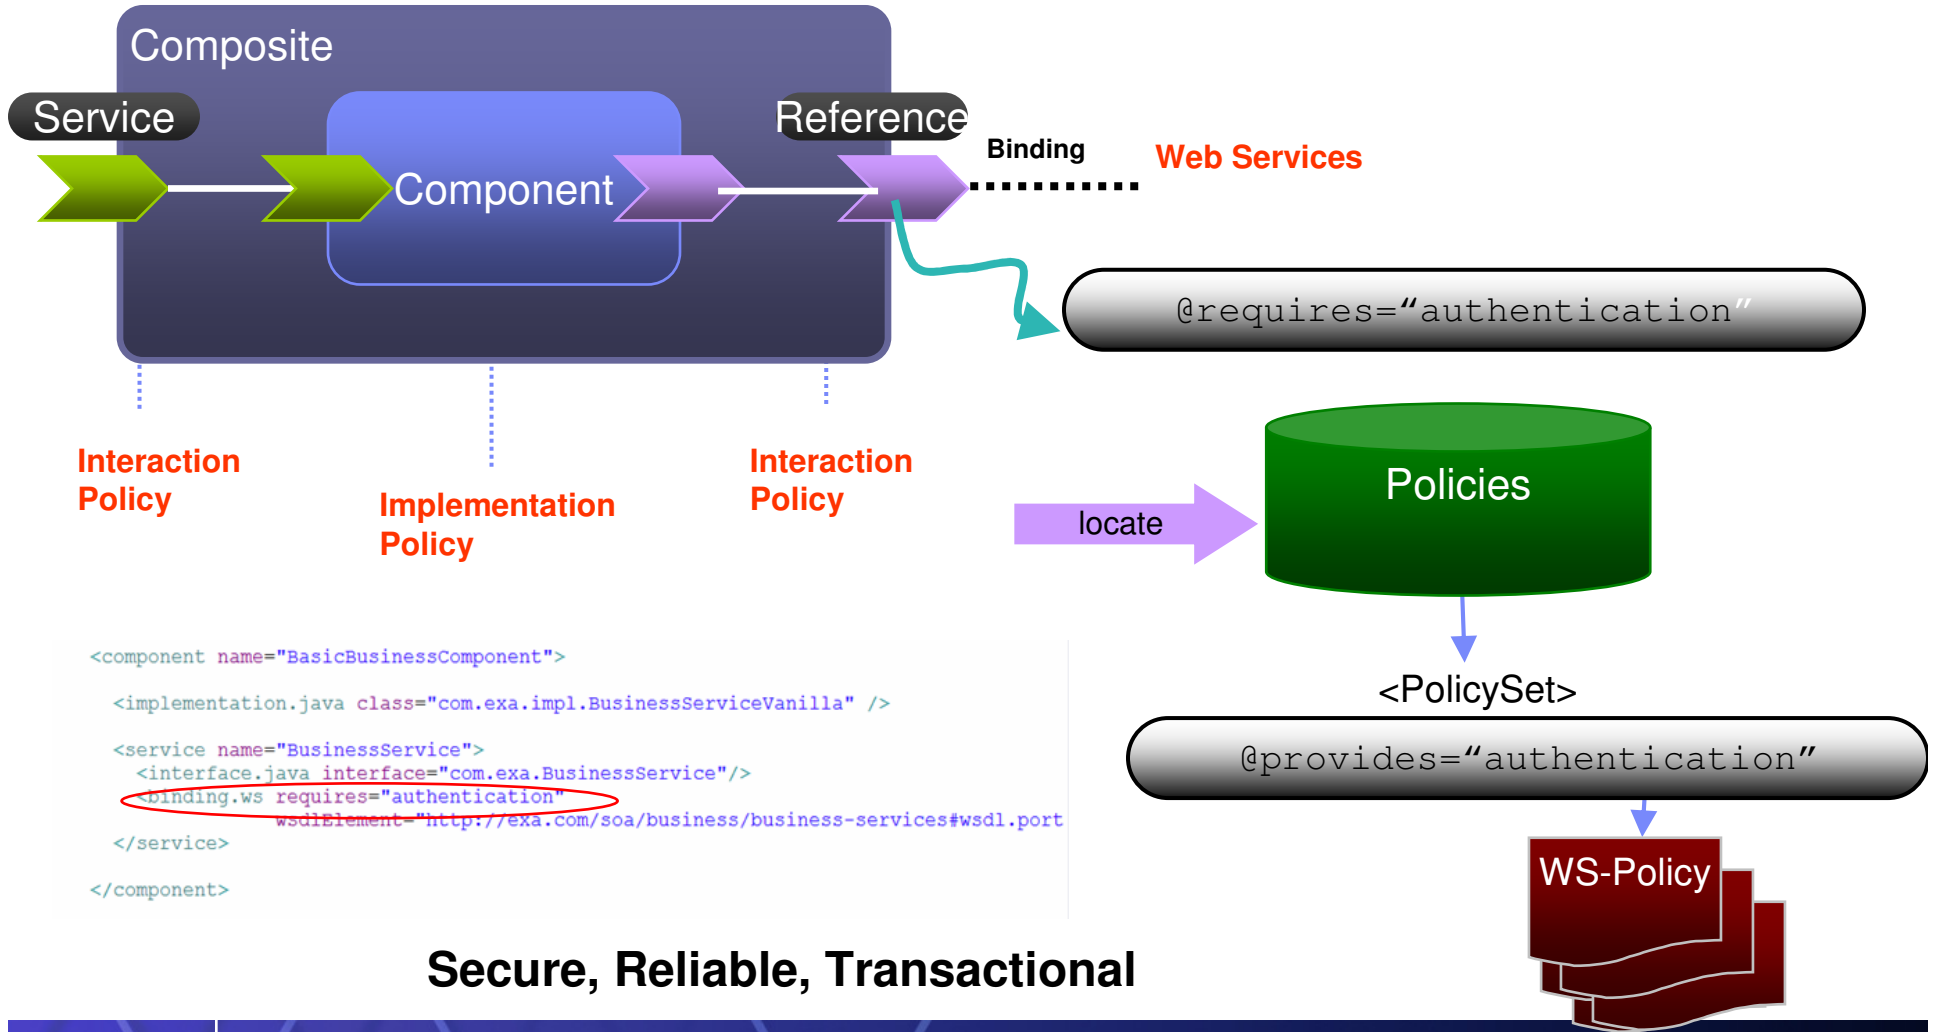 Composite
Service
Reference
Component
Binding
Web Services
@requires=“authentication”
Interaction
Policy
Implementation
Policy
Interaction
Policy
locate
Policies
<PolicySet>
@provides=“authentication”
WS-Policy
<component name="BasicBusinessComponent">
<implementation.java class="com.exa.impl.BusinessServiceVanilla" />
<service name="BusinessService">
<interface.java interface="com.exa.BusinessService"/>
<binding.ws requires="authentication"
wsdlElement="http://exa.com/soa/business/business-services#wsdl.port
</service>
</component>
Secure, Reliable, Transactional